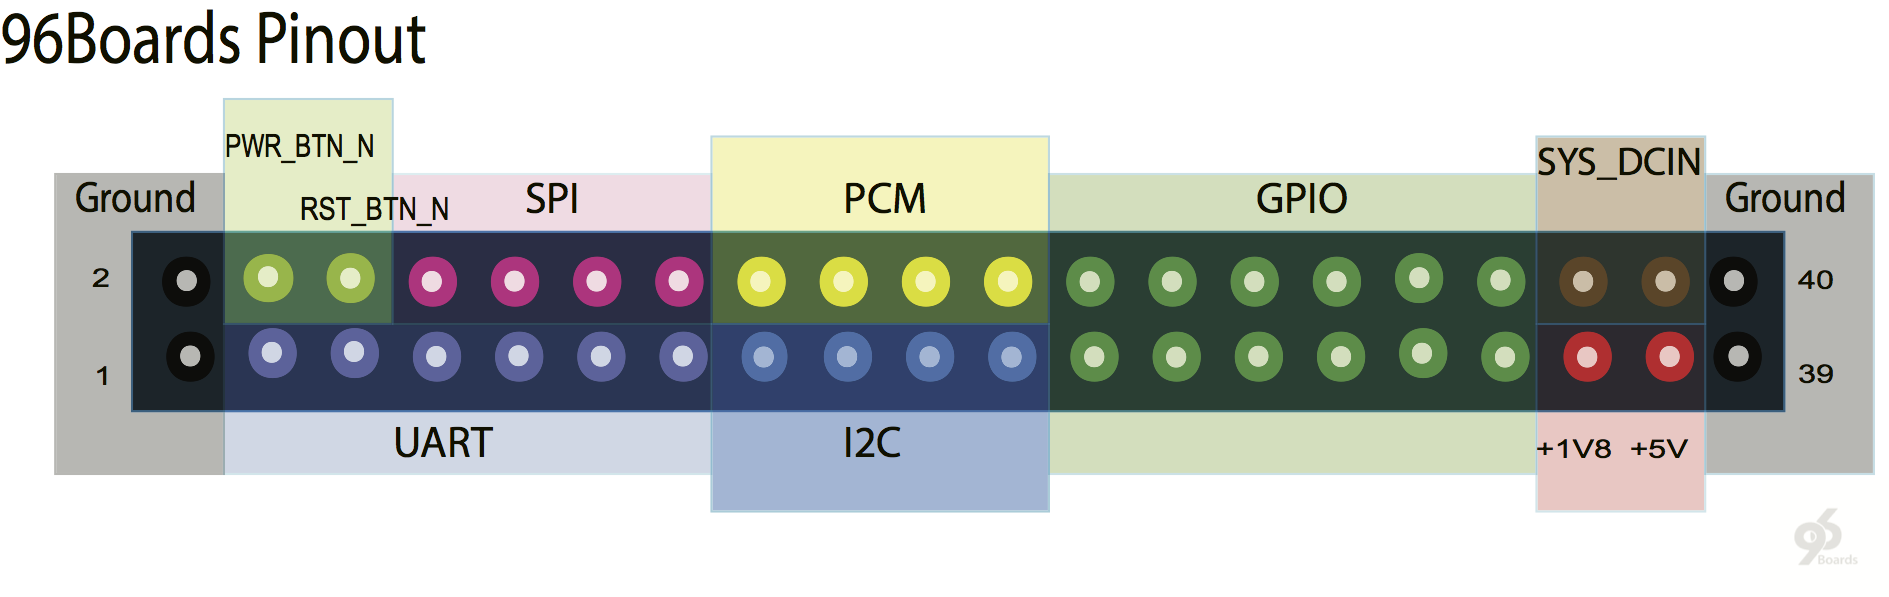 96Boards Pinout
PWR_BTN_N
RST_BTN_N
Ground
SPI
PCM
GPIO
SYS_DCIN
Ground
2
40
1
39
UART
I2C
+1V8 +5V
96
Boards